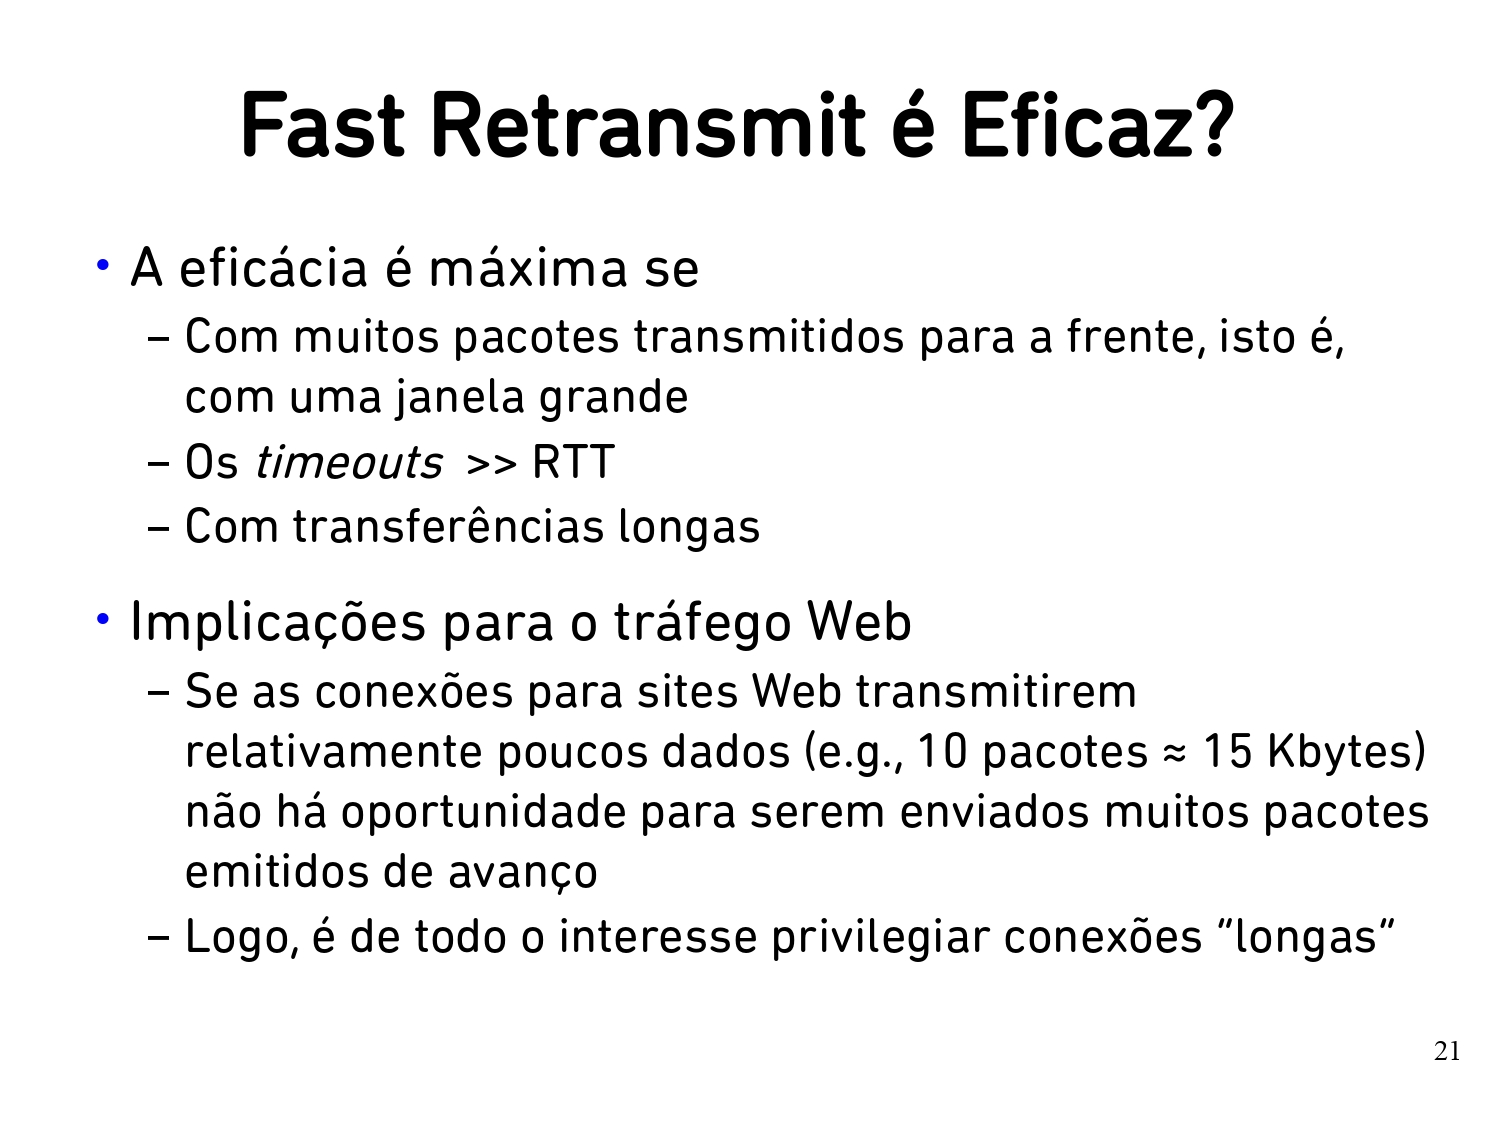 Fast Retransmit é Eficaz?
• A eficácia é máxima se
– Com muitos pacotes transmitidos para a frente, isto é,
com uma janela grande
– Os timeouts >> RTT
– Com transferências longas
• Implicações para o tráfego Web
– Se as conexões para sites Web transmitirem
relativamente poucos dados (e.g., 10 pacotes ≈ 15 Kbytes)
não há oportunidade para serem enviados muitos pacotes
emitidos de avanço
– Logo, é de todo o interesse privilegiar conexões “longas“
21